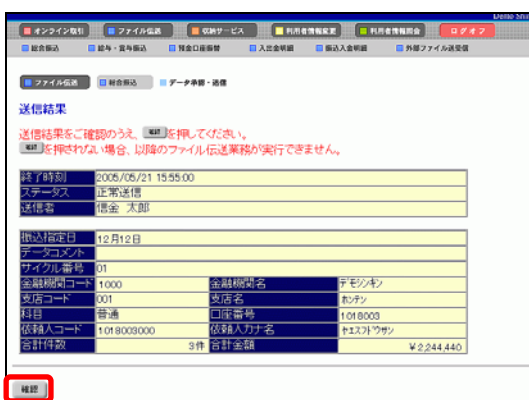 Demo Shi
オンライン取引 ファイル伝送 収納サービス 利用者情報変更 利用者情報照会 ログオフ
総合振込 給与・賞与振込 預金口座振替 入出金明細 振込入金明細 外部ファイル送受信
ファイル伝送 総合振込 データ承認・送信
送信結果
送信結果をご確認のうえ、 確認 を押してください。
確認 を押されない場合、以降のファイル伝送業務が実行できません。
終了時刻 2005/05/21 15:55:00
ステータス 正常送信
送信者 信金 太郎
振込指定日 12月12日
データコメント
サイクル番号 01
金融機関コード 1000 金融機関名 デモシンキン
支店コード 001 支店名 ホンテン
科目 普通 口座番号 1018003
依頼人コード 1018003000 依頼人カナ名
合計件数 3件 合計金額 ¥2,244,440
確認